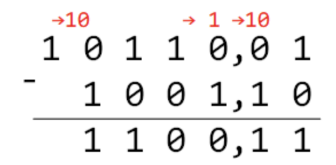 →10 → 1 →10
1 0 1 1 0,0 1
- 1 0 0 1,1 0
1 1 0 0,1 1